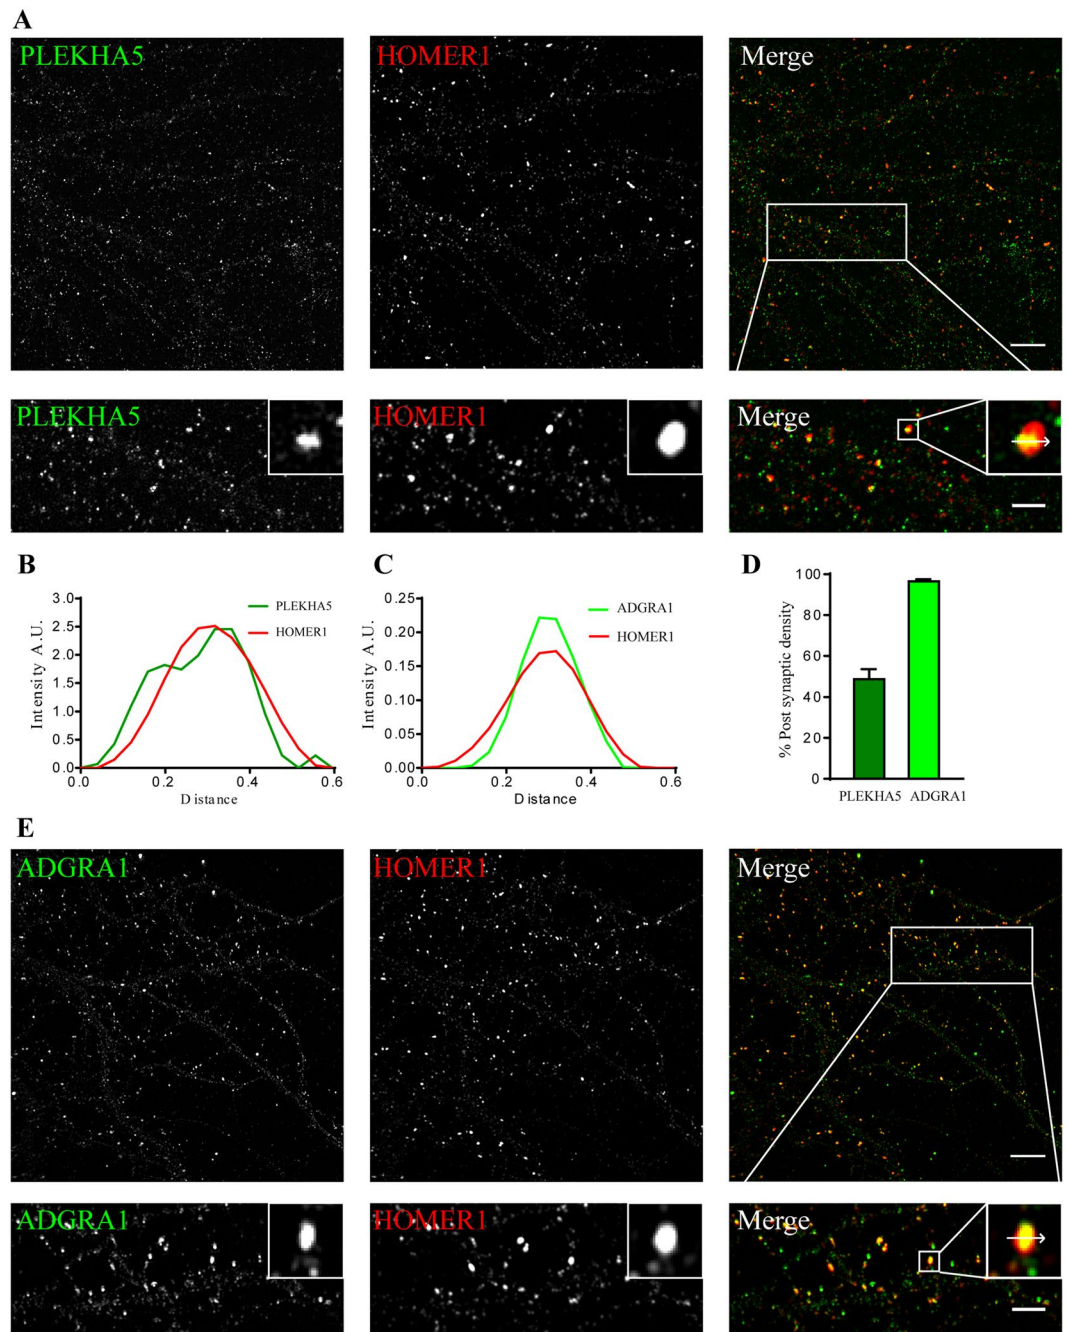 A
PLEKHA5
HOMER1
Merge
PLEKHA5
HOMER1
Merge
B
C
D
3.0
2.5
2.0
1.5
1.0
0.5
0.0
0.0
0.2
0.4
0.6
Intensity A.U.
Distance
PLEKHA5
HOMER1
0.25
0.20
0.15
0.10
0.05
0.00
0.0
0.2
0.4
0.6
Intensity A.U.
Distance
ADGRA1
HOMER1
100
80
60
40
20
0
% Post synaptic density
PLEKHA5
ADGRA1
E
ADGRA1
HOMER1
Merge
ADGRA1
HOMER1
Merge